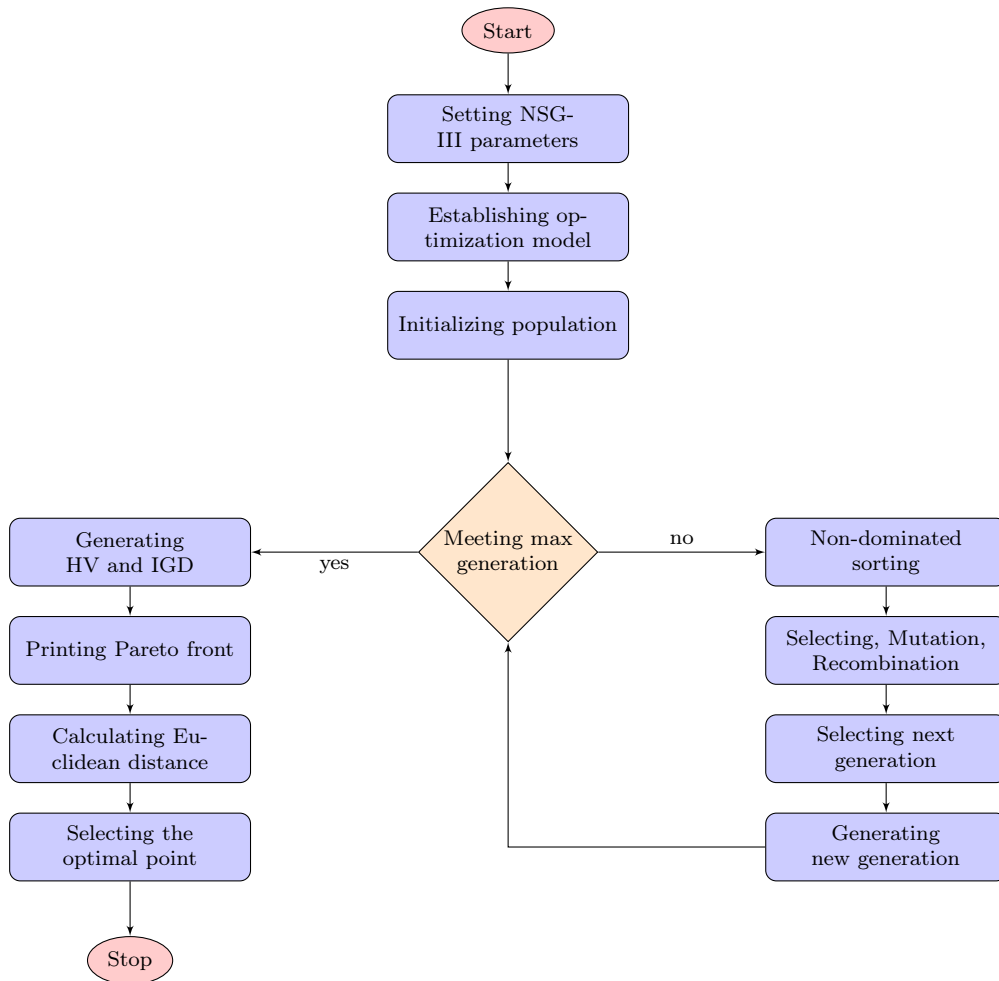 Start
Setting NSG-
III parameters
Establishing op-
timization model
Initializing population
Meeting max
generation
yes
no
Generating
HV and IGD
Printing Pareto front
Calculating Eu-
clidean distance
Selecting the
optimal point
Stop
Non-dominated
sorting
Selecting, Mutation,
Recombination
Selecting next
generation
Generating
new generation